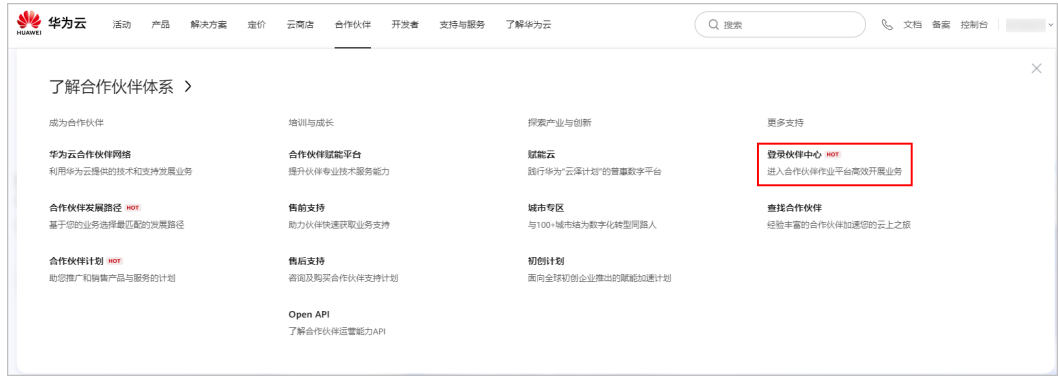 HUAWEI 华为云 活动 产品 解决方案 定价 云商店 合作伙伴 开发者 支持与服务 了解华为云 搜索 文档 备案 控制台
了解合作伙伴体系
成为合作伙伴 培训与成长 探索产业与创新 更多支持
华为云合作伙伴网络 合作伙伴赋能平台 赋能云 登录伙伴中心 HOT
利用华为云提供的技术和支持发展业务 提升伙伴专业技术服务能力 践行华为“云泽计划”的普惠数字平台 进入合作伙伴作业平台高效开展业务
合作伙伴发展路径 HOT 售前支持 城市专区 查找合作伙伴
基于您的业务选择最匹配的发展路径 助力伙伴快速获取业务支持 与100+城市结为数字化转型同路人 经验丰富的合作伙伴加速您的云上之旅
合作伙伴计划 HOT 售后支持 初创计划
助您推广和销售产品与服务的计划 咨询及购买合作伙伴支持计划 面向全球初创企业推出的赋能加速计划
Open API
了解合作伙伴运营能力API